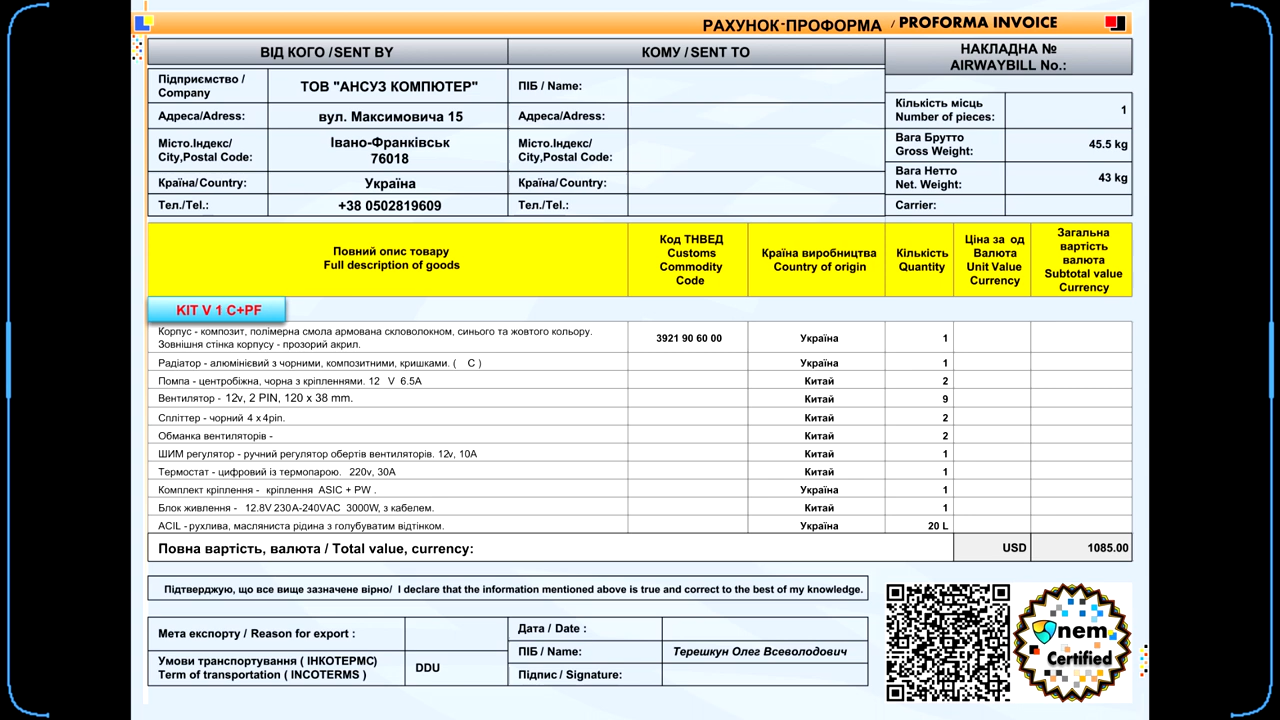 РАХУНОК-ПРОФОРМА / PROFORMA INVOICE
ВІД КОГО / SENT BY
КОМУ / SENT TO
НАКЛАДНА №
AIRWAYBILL No.:
Підприємство /
Company
ТОВ "АНСУЗ КОМПЮТЕР"
ПІБ / Name:
Адреса/Adress:
вул. Максимовича 15
Адреса/Adress:
Місто.Індекс/
City,Postal Code:
Івано-Франківськ
76018
Місто.Індекс/
City,Postal Code:
Країна/Country:
Україна
Країна/Country:
Тел./Tel.:
+38 0502819609
Тел./Tel.:
Кількість місць
Number of pieces:
1
Вага Брутто
Gross Weight:
45.5 kg
Вага Нетто
Net. Weight:
43 kg
Carrier:
Повний опис товару
Full description of goods
Код ТНВЕД
Customs
Commodity
Code
Країна виробництва
Country of origin
Кількість
Quantity
Ціна за од
Валюта
Unit Value
Currency
Загальна
вартість
валюта
Subtotal value
Currency
KIT V 1 C+PF
Корпус - композит, полімерна смола армована скловолокном, синього та жовтого кольору.
Зовнішня стінка корпусу - прозорий акрил.
3921 90 60 00
Україна
1
Радіатор - алюмінієвий з чорними, композитними, кришками. ( С )
Україна
1
Помпа - центробіжна, чорна з кріпленнями. 12 V 6.5A
Китай
2
Вентилятор - 12v, 2 PIN, 120 x 38 mm.
Китай
9
Спліттер - чорний 4 x 4pin.
Китай
2
Обманка вентиляторів -
Китай
2
ШИМ регулятор - ручний регулятор обертів вентиляторів. 12v, 10A
Китай
1
Термостат - цифровий із термопарою. 220v, 30A
Китай
1
Комплект кріплення - кріплення ASIC + PW .
Україна
1
Блок живлення - 12.8V 230A-240VAC 3000W, з кабелем.
Китай
1
ACIL - рухлива, масляниста рідина з голубуватим відтінком.
Україна
20 L
Повна вартість, валюта / Total value, currency:
USD
1085.00
Підтверджую, що все вище зазначене вірно/ I declare that the information mentioned above is true and correct to the best of my knowledge.
Мета експорту / Reason for export :
Умови транспортування ( ІНКОТЕРМС)
Term of transportation ( INCOTERMS )
DDU
Дата / Date :
ПІБ / Name:
Терешкун Олег Всеволодович
Підпис / Signature:
nem
Certified